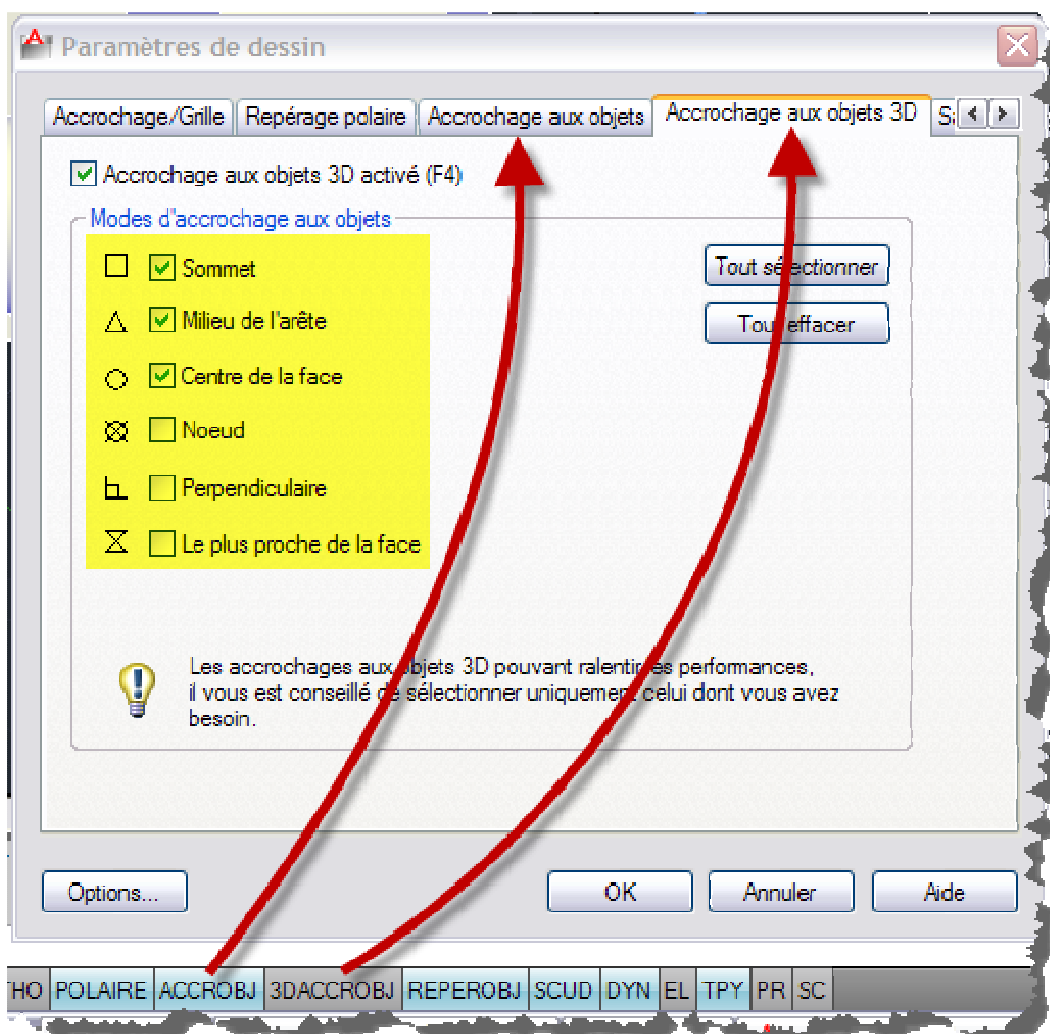 Paramètres de dessin
Accrochage/Grille Repérage polaire Accrochage aux objets Accrochage aux objets 3D
Accrochage aux objets 3D activé (F4)
Modes d"accrochage aux objets
Sommet Tout sélectionner
Milieu de l'arête Tout effacer
Centre de la face
Noeud
Perpendiculaire
Le plus proche de la face
Les accrochages aux objets 3D pouvant ralentir les performances,
il vous est conseillé de sélectionner uniquement celui dont vous avez
besoin.
Options... OK Annuler Aide
THO POLAIRE ACCROBJ 3DACCROBJ REPEROBJ SCUD DYN EL TPY PR SC